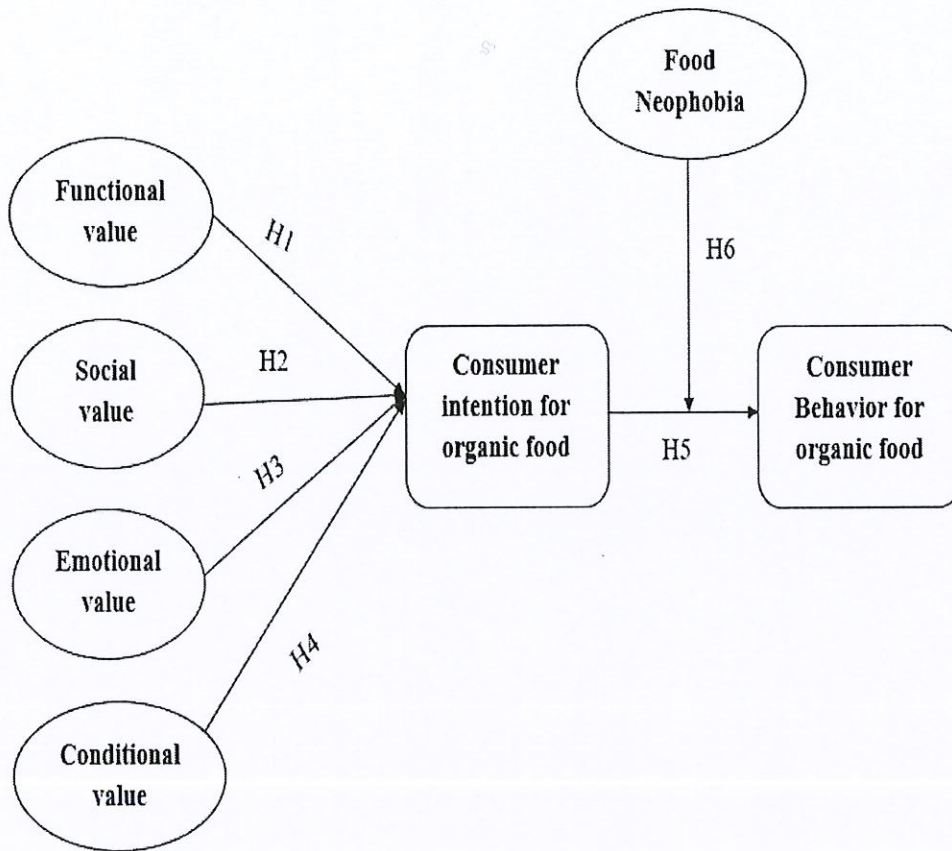 Food
Neophobia
Functional
value
H1
H6
Social
value
H2
Consumer
intention for
organic food
Consumer
Behavior for
organic food
H5
H3
Emotional
value
H4
Conditional
value